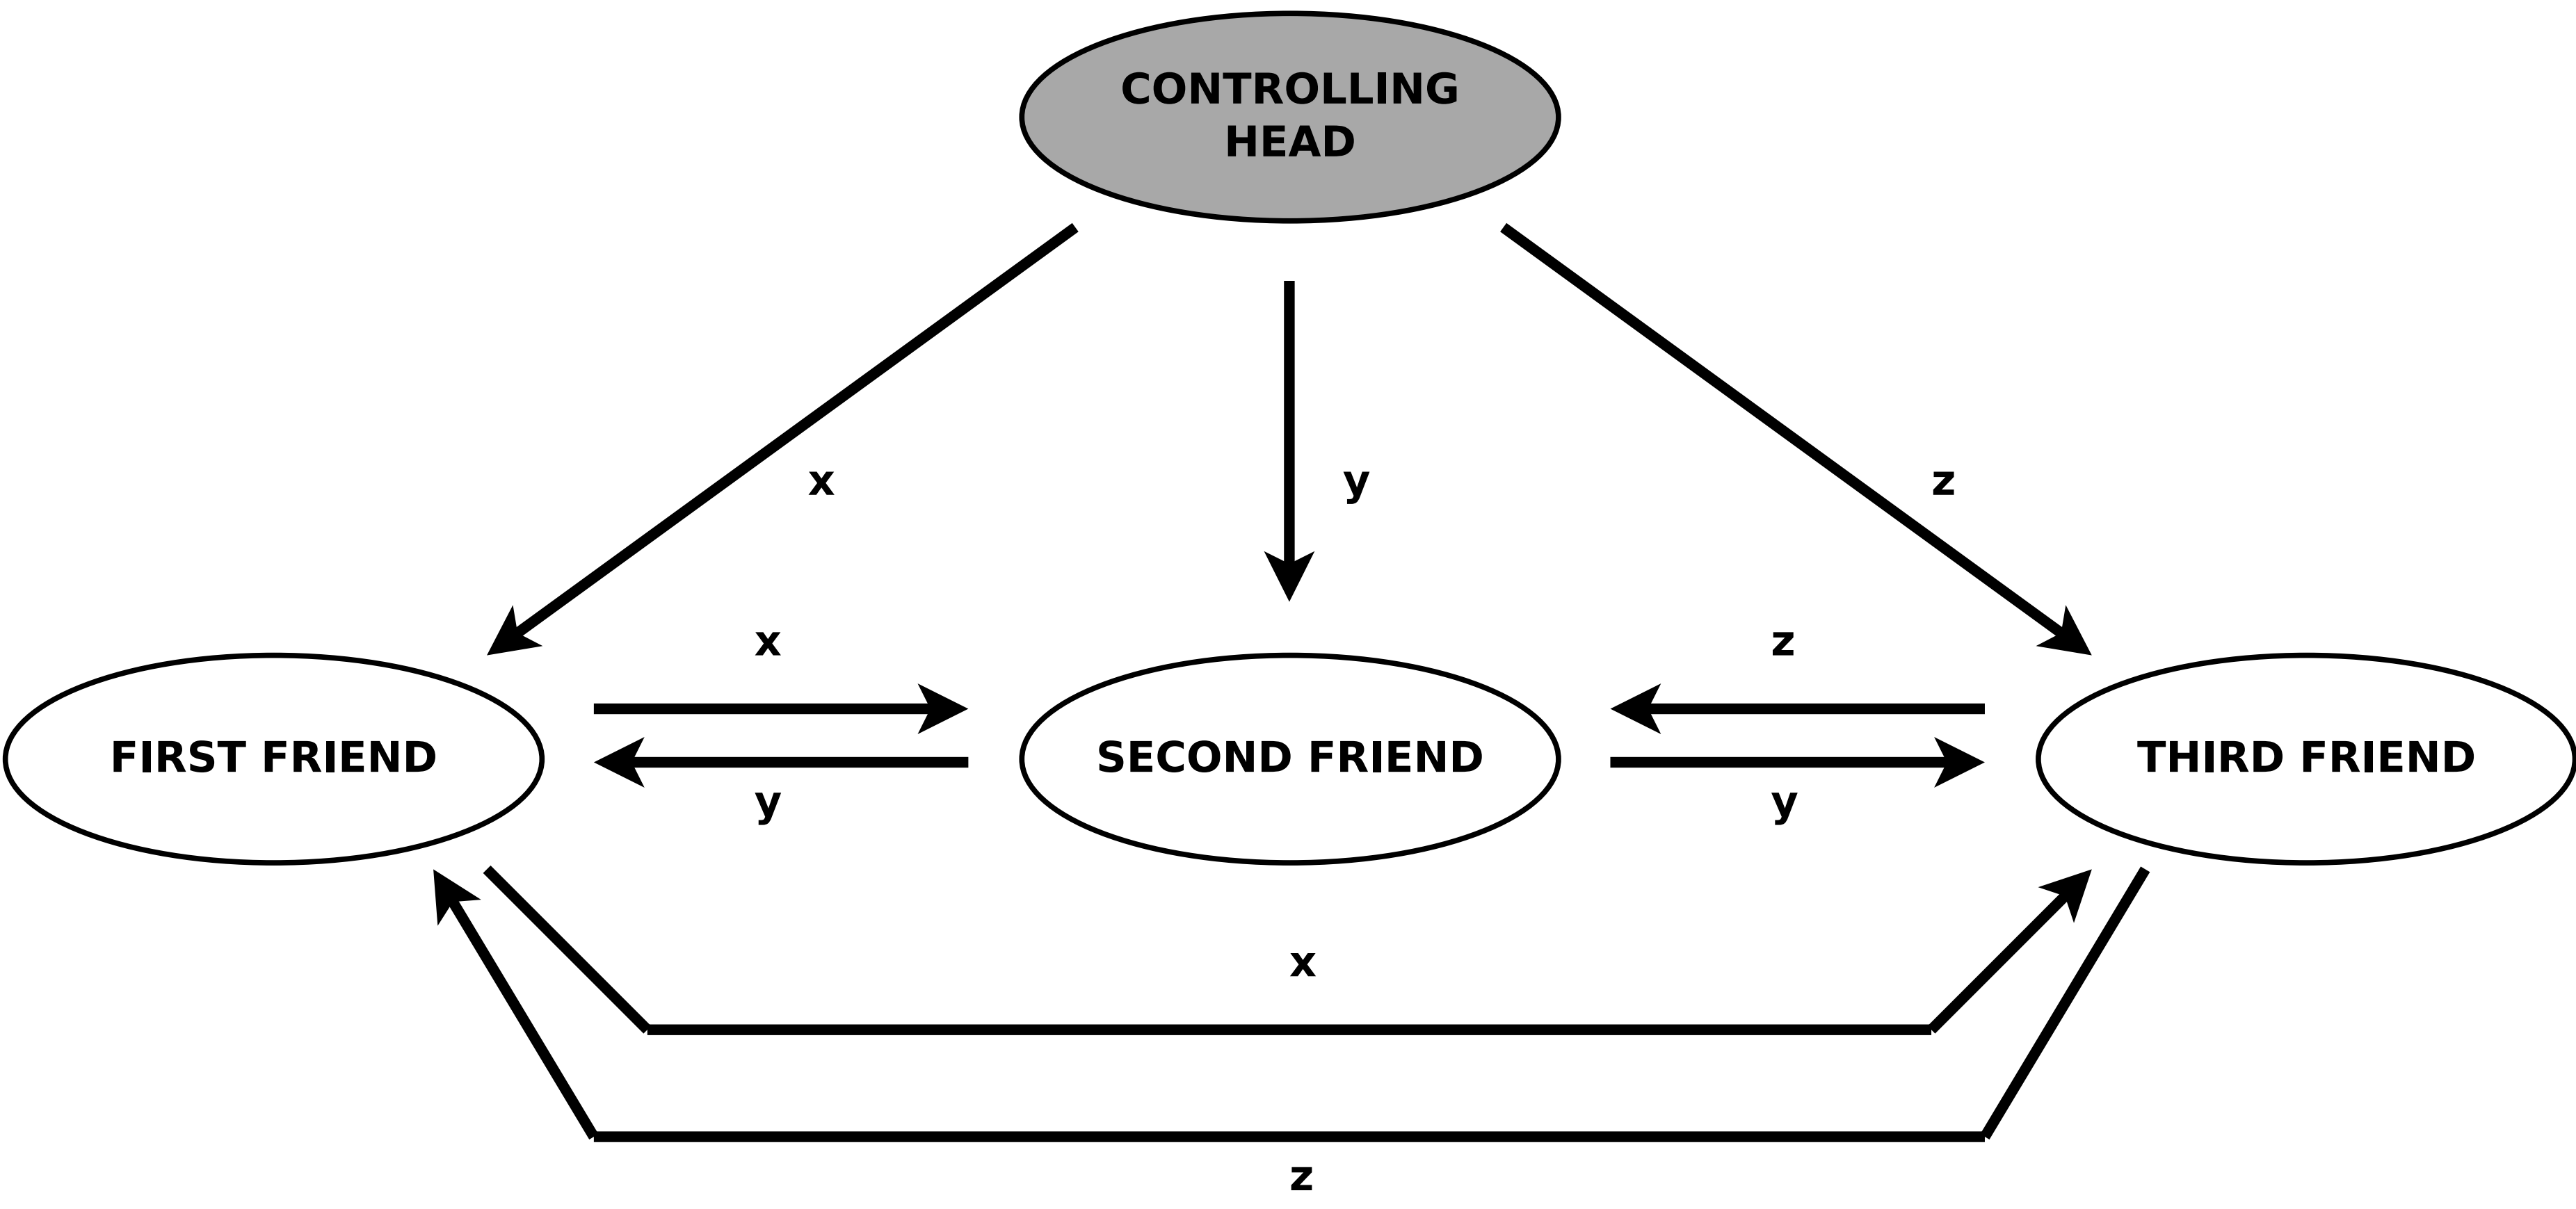 CONTROLLING
HEAD
x
y
z
x
z
FIRST FRIEND
SECOND FRIEND
THIRD FRIEND
y
y
x
z